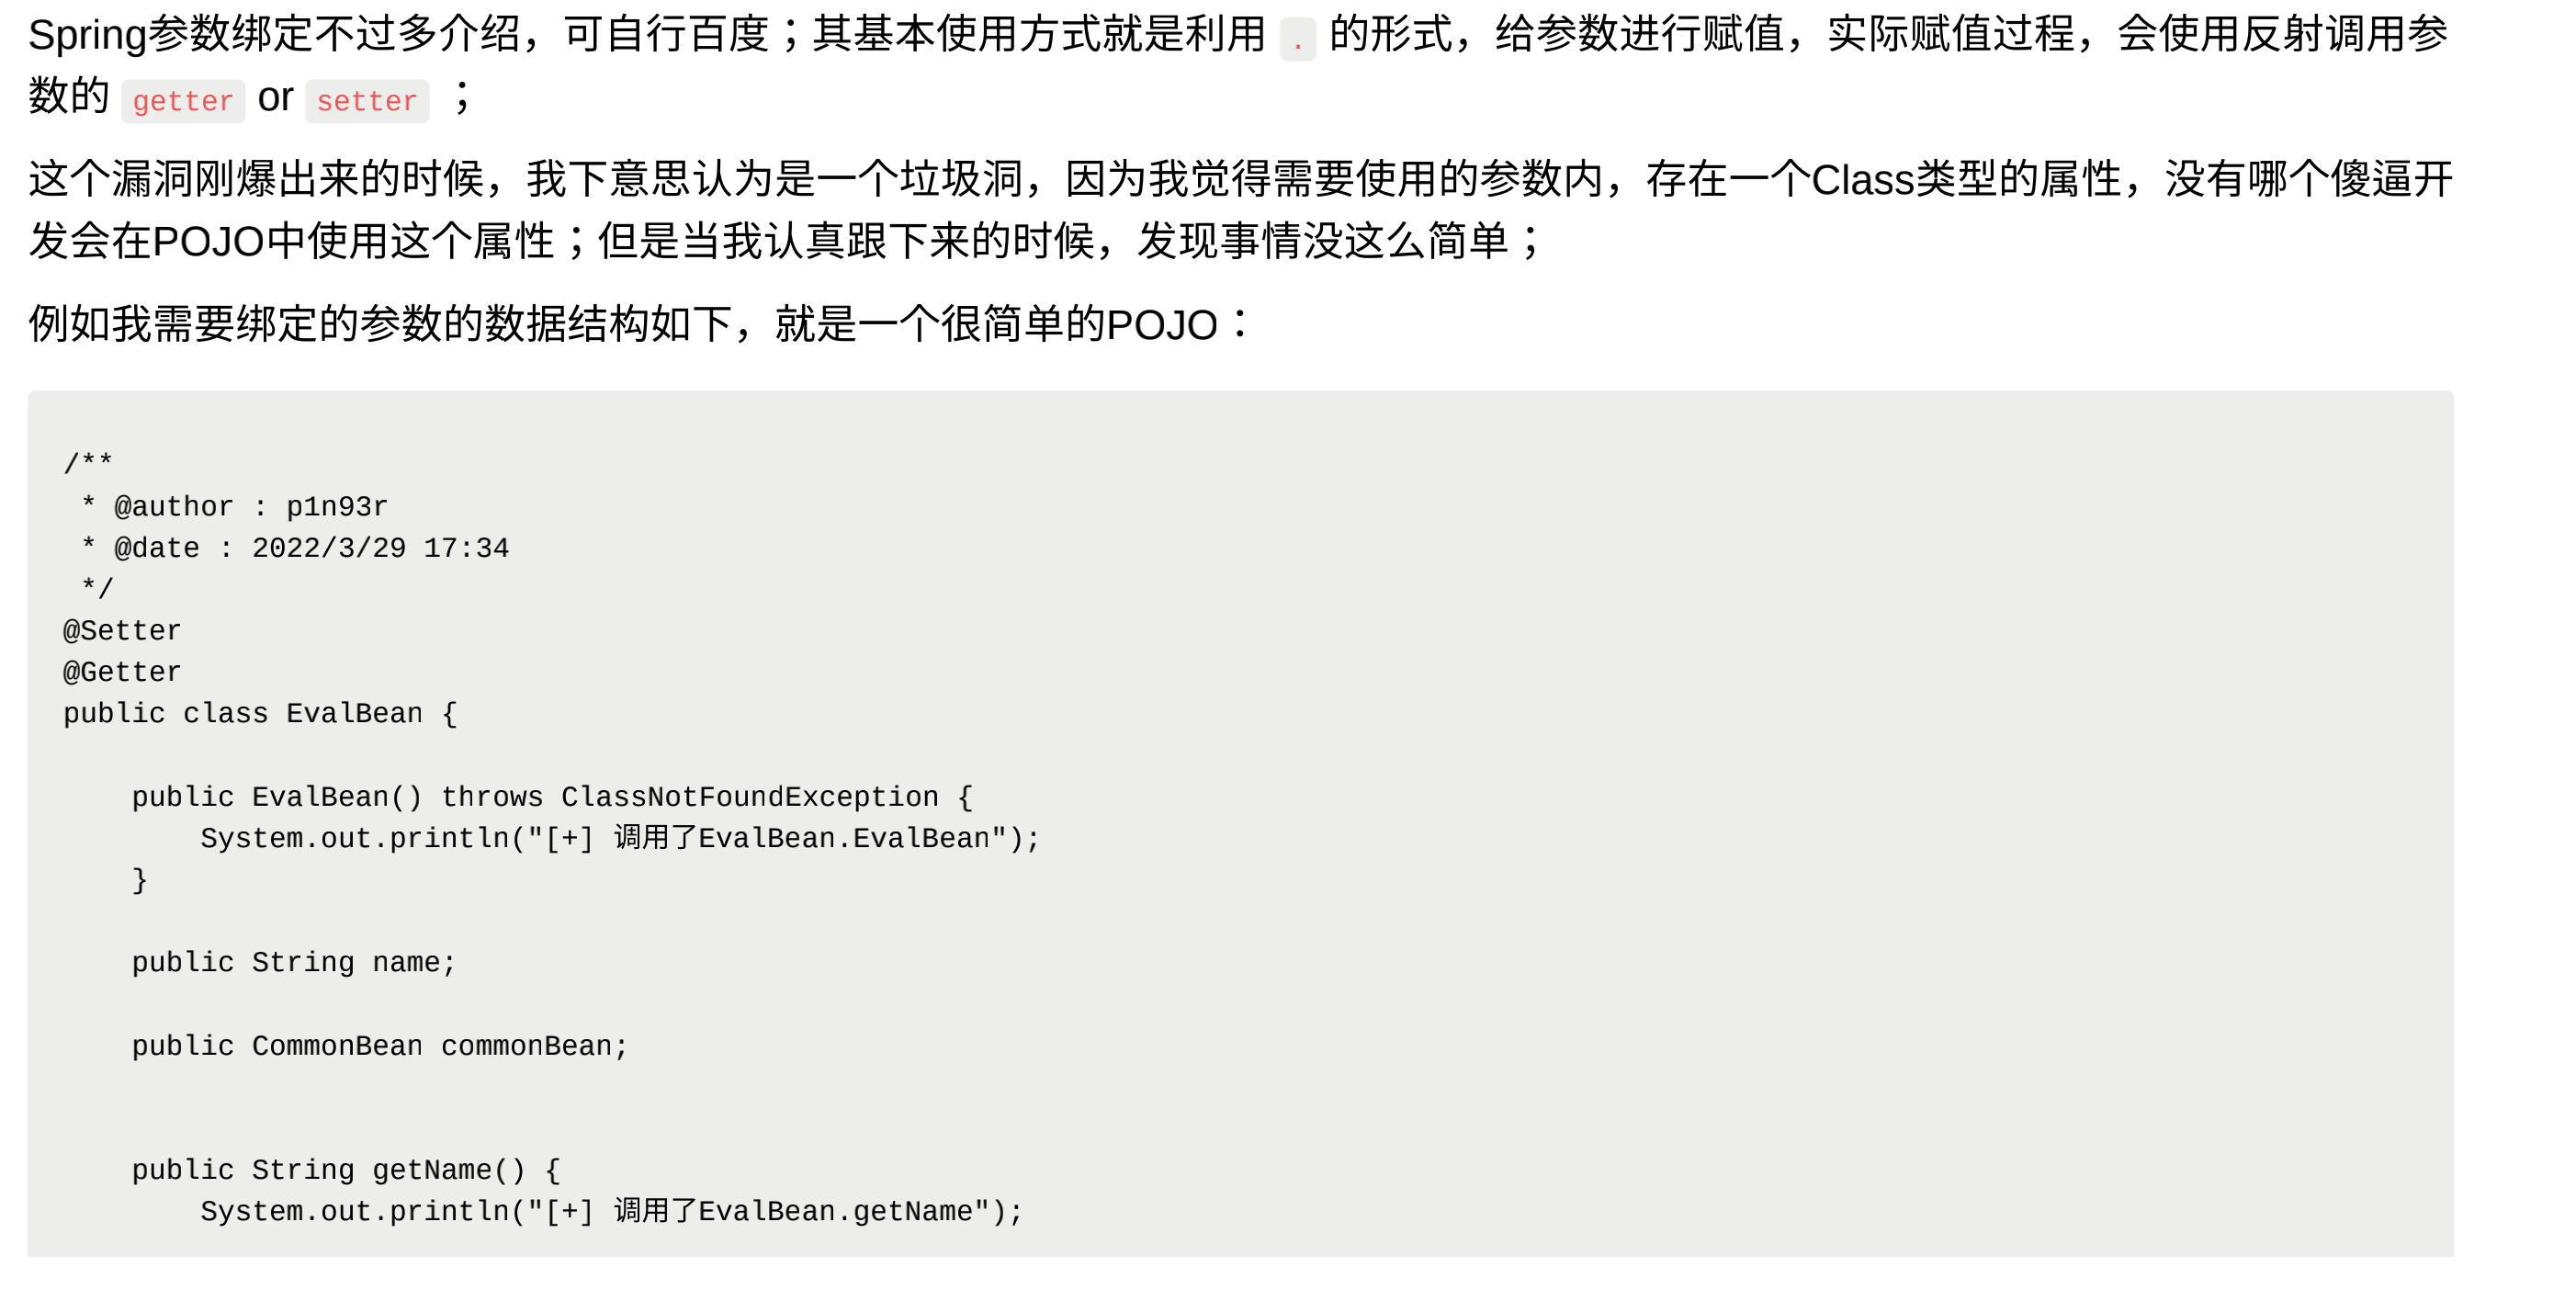 Spring参数绑定不过多介绍，可自行百度；其基本使用方式就是利用 . 的形式，给参数进行赋值，实际赋值过程，会使用反射调用参
数的 getter or setter ；
这个漏洞刚爆出来的时候，我下意思认为是一个垃圾洞，因为我觉得需要使用的参数内，存在一个Class类型的属性，没有哪个傻逼开
发会在POJO中使用这个属性；但是当我认真跟下来的时候，发现事情没这么简单；
例如我需要绑定的参数的数据结构如下，就是一个很简单的POJO：
/**
 * @author : p1n93r
 * @date : 2022/3/29 17:34
 */
@Setter
@Getter
public class EvalBean {
    public EvalBean() throws ClassNotFoundException {
        System.out.println("[+] 调用了EvalBean.EvalBean");
    }
    public String name;
    public CommonBean commonBean;
    public String getName() {
        System.out.println("[+] 调用了EvalBean.getName");